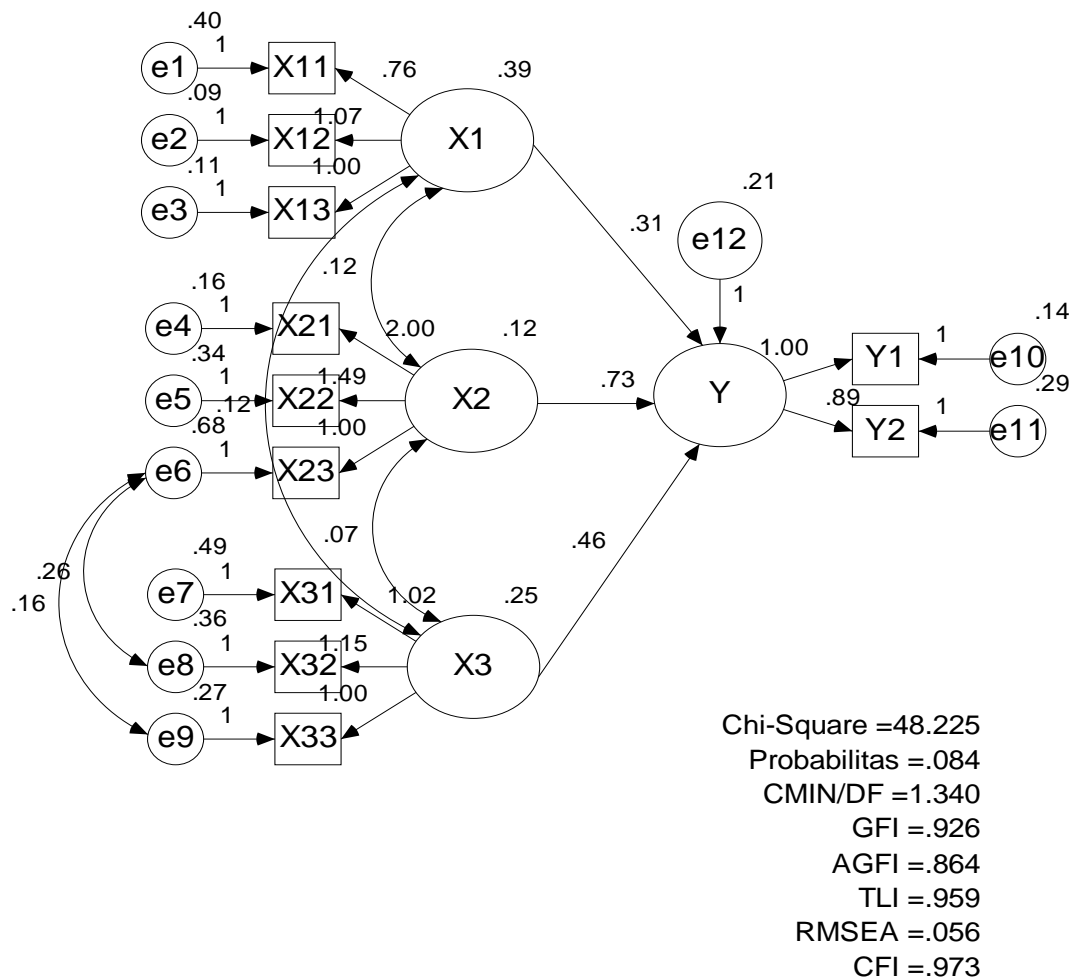 .40
1
e1
X11
.76
.39
.09
1
e2
X12
1.07
X1
.11
1
e3
X13
1.00
.21
e12
.31
1
.12
.16
1
e4
X21
2.00
.12
.34
1
e5
X22
1.49
X2
.73
.12
.68
1
e6
X23
1.00
Y
1.00
Y1
1
.14
e10
.89
Y2
1
.29
e11
.07
.46
.26
.16
.49
1
e7
X31
1.02
.25
.36
1
e8
X32
1.15
X3
.27
1
e9
X33
1.00
Chi-Square =48.225
Probabilitas =.084
CMIN/DF =1.340
GFI =.926
AGFI =.864
TLI =.959
RMSEA =.056
CFI =.973